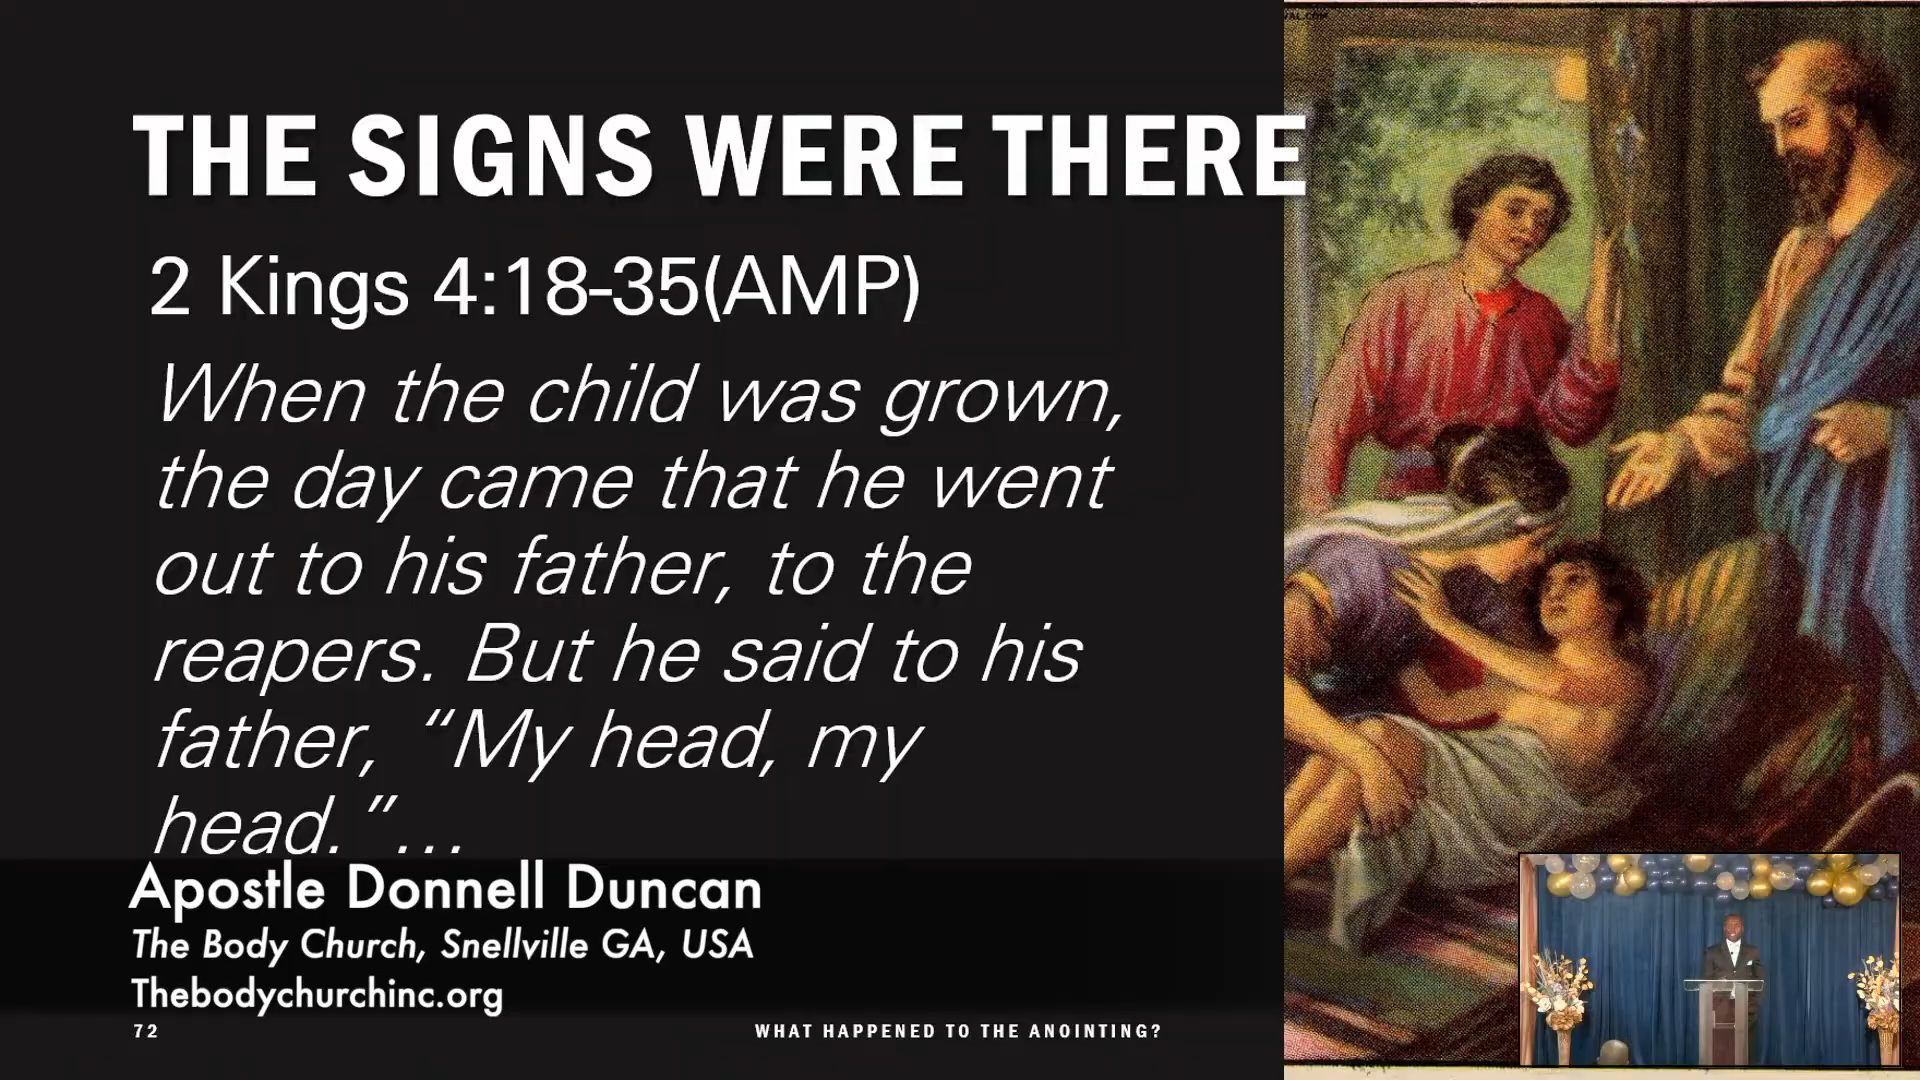 THE SIGNS WERE THERE
2 Kings 4:18-35(AMP)
When the child was grown,
the day came that he went
out to his father, to the
reapers. But he said to his
father, “My head, my
head.”…
Apostle Donnell Duncan
The Body Church, Snellville GA, USA
Thebodychurchinc.org
72
WHAT HAPPENED TO THE ANOINTING?